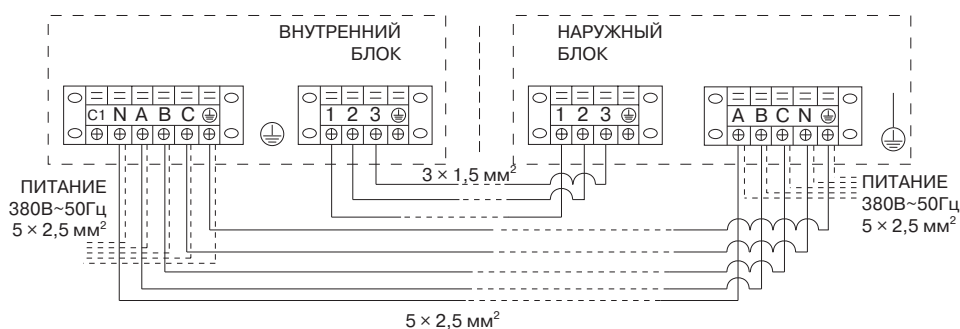 ВНУТРЕННИЙ
БЛОК
НАРУЖНЫЙ
БЛОК
C1 N A B C
1 2 3
1 2 3
A B C N
3 × 1,5 мм²
ПИТАНИЕ
380В~50Гц
5 × 2,5 мм²
ПИТАНИЕ
380В~50Гц
5 × 2,5 мм²
5 × 2,5 мм²